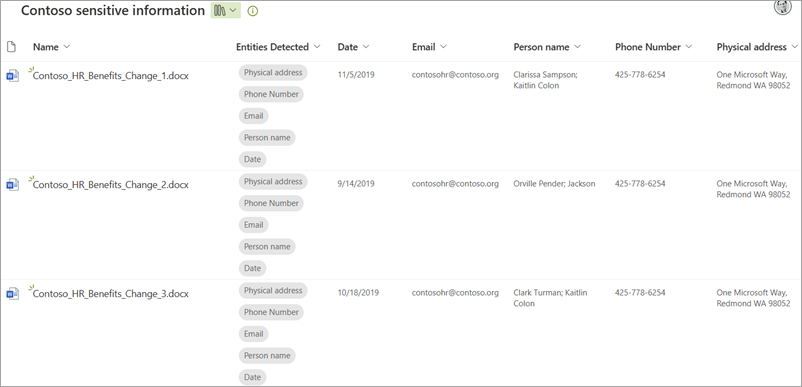 Contoso sensitive information
Name Entities Detected Date Email Person name Phone Number Physical address
Contoso_HR_Benefits_Change_1.docx Physical address 11/5/2019 contosohr@contoso.org Clarissa Sampson; 425-778-6254 One Microsoft Way,
Kaitlin Colon Redmond WA 98052
Phone Number
Email
Person name
Date
Contoso_HR_Benefits_Change_2.docx Physical address 9/14/2019 contosohr@contoso.org Orville Pender; Jackson 425-778-6254 One Microsoft Way,
Redmond WA 98052
Phone Number
Email
Person name
Date
Contoso_HR_Benefits_Change_3.docx Physical address 10/18/2019 contosohr@contoso.org Clark Turman; Kaitlin 425-778-6254 One Microsoft Way,
Colon Redmond WA 98052
Phone Number
Email
Person name
Date